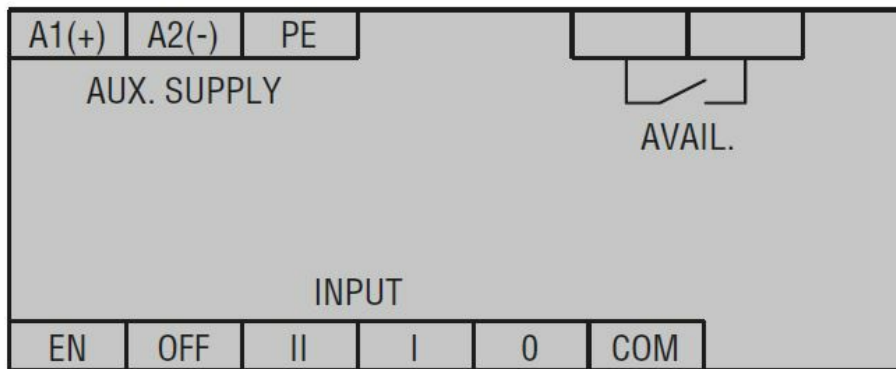 A1(+) A2(-) PE
AUX. SUPPLY
AVAIL.
INPUT
EN OFF II I 0 COM